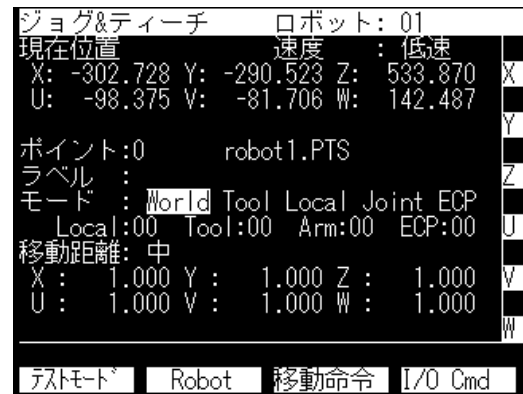 ジョグ&ティーチ ロボット: 01
現在位置 速度 : 低速
X: -302.728 Y: -290.523 Z: 533.870
U: -98.375 V: -81.706 W: 142.487
ポイント:0 robot1.PTS
ラベル :
モード : World Tool Local Joint ECP
Local:00 Tool:00 Arm:00 ECP:00
移動距離: 中
X : 1.000 Y : 1.000 Z : 1.000
U : 1.000 V : 1.000 W : 1.000
X
Y
Z
U
V
W
テストモード Robot 移動命令 I/O Cmd